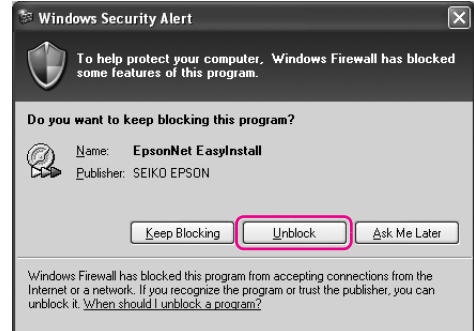 Windows Security Alert
To help protect your computer, Windows Firewall has blocked
some features of this program.
Do you want to keep blocking this program?
Name: EpsonNet EasyInstall
Publisher: SEIKO EPSON
Keep Blocking Unblock Ask Me Later
Windows Firewall has blocked this program from accepting connections from the
Internet or a network. If you recognize the program or trust the publisher, you can
unblock it. When should I unblock a program?